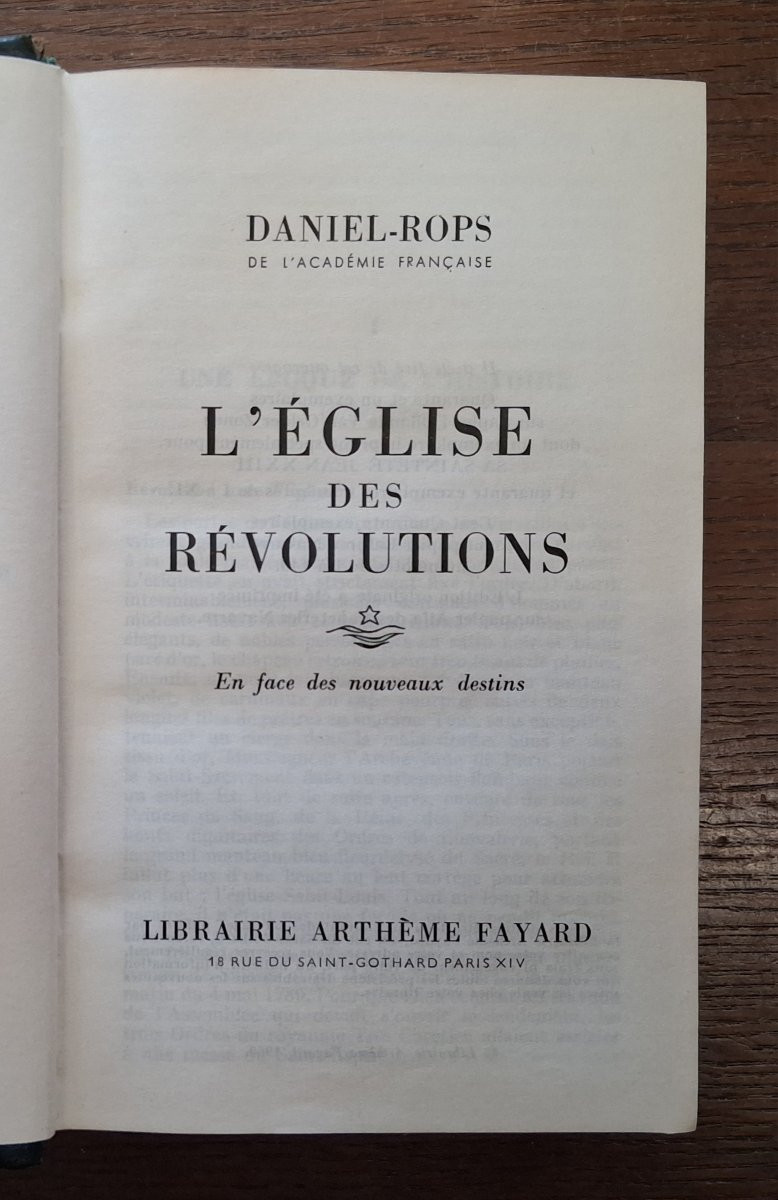 DANIEL-ROPS
DE L'ACADÉMIE FRANÇAISE
L'ÉGLISE
DES
RÉVOLUTIONS
En face des nouveaux destins
LIBRAIRIE ARTHÈME FAYARD
18 RUE DU SAINT-GOTHARD PARIS XIV